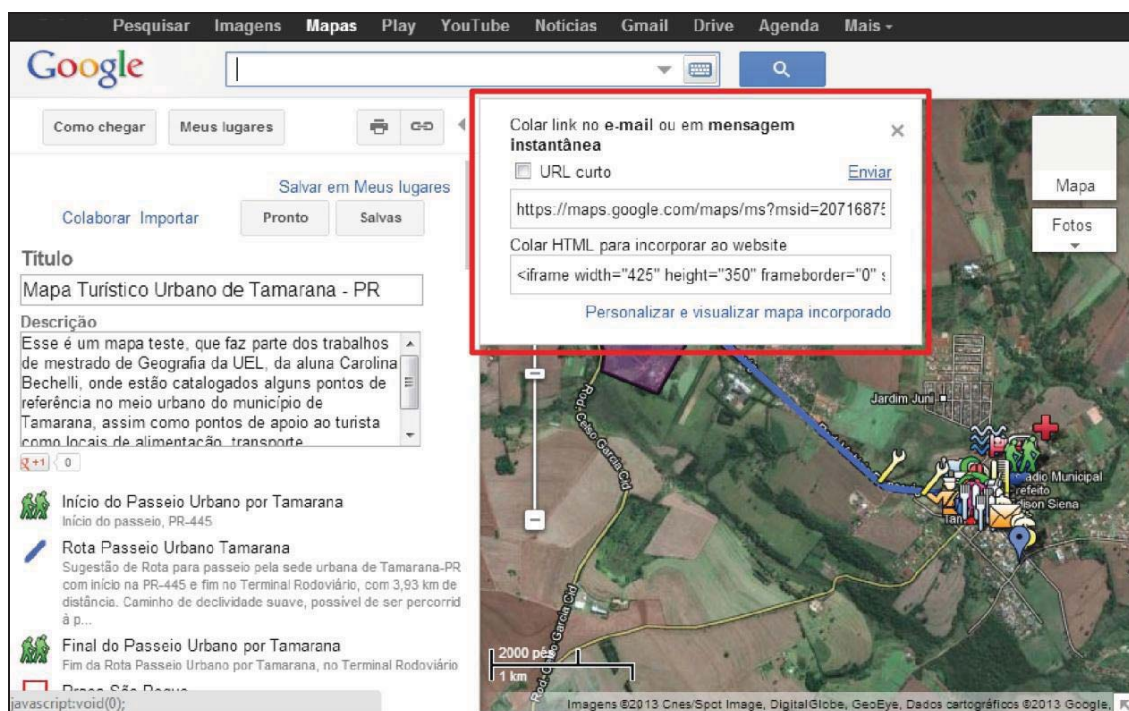 Pesquisar Imagens Mapas Play YouTube Notícias Gmail Drive Agenda Mais
Google
Como chegar Meus lugares
Salvar em Meus lugares
Colaborar Importar Pronto Salvas
Título
Mapa Turístico Urbano de Tamarana - PR
Descrição
Esse é um mapa teste, que faz parte dos trabalhos
de mestrado de Geografia da UEL, da aluna Carolina
Bechelli, onde estão catalogados alguns pontos de
referência no meio urbano do município de
Tamarana, assim como pontos de apoio ao turista
como locais de alimentação, transporte
+1 0
Início do Passeio Urbano por Tamarana
Início do passeio, PR-445
Rota Passeio Urbano Tamarana
Sugestão de Rota para passeio pela sede urbana de Tamarana-PR
com início na PR-445 e fim no Terminal Rodoviário, com 3,93 km de
distância. Caminho de declividade suave, possível de ser percorrid
à p...
Final do Passeio Urbano por Tamarana
Fim da Rota Passeio Urbano por Tamarana, no Terminal Rodoviário
Praça São Roque
javascript:void(0);
Colar link no e-mail ou em mensagem
instantânea
URL curto Enviar
https://maps.google.com/maps/ms?msid=20716875
Colar HTML para incorporar ao website
<iframe width="425" height="350" frameborder="0" s
Personalizar e visualizar mapa incorporado
Mapa
Fotos
Jardim Juni
Rod. Celso Garcia Cid
Municipal
Siena
Rod. Celso Garcia Cid
2000 pés
1 km
Imagens ©2013 Cnes/Spot Image, DigitalGlobe, GeoEye, Dados cartográficos ©2013 Google,